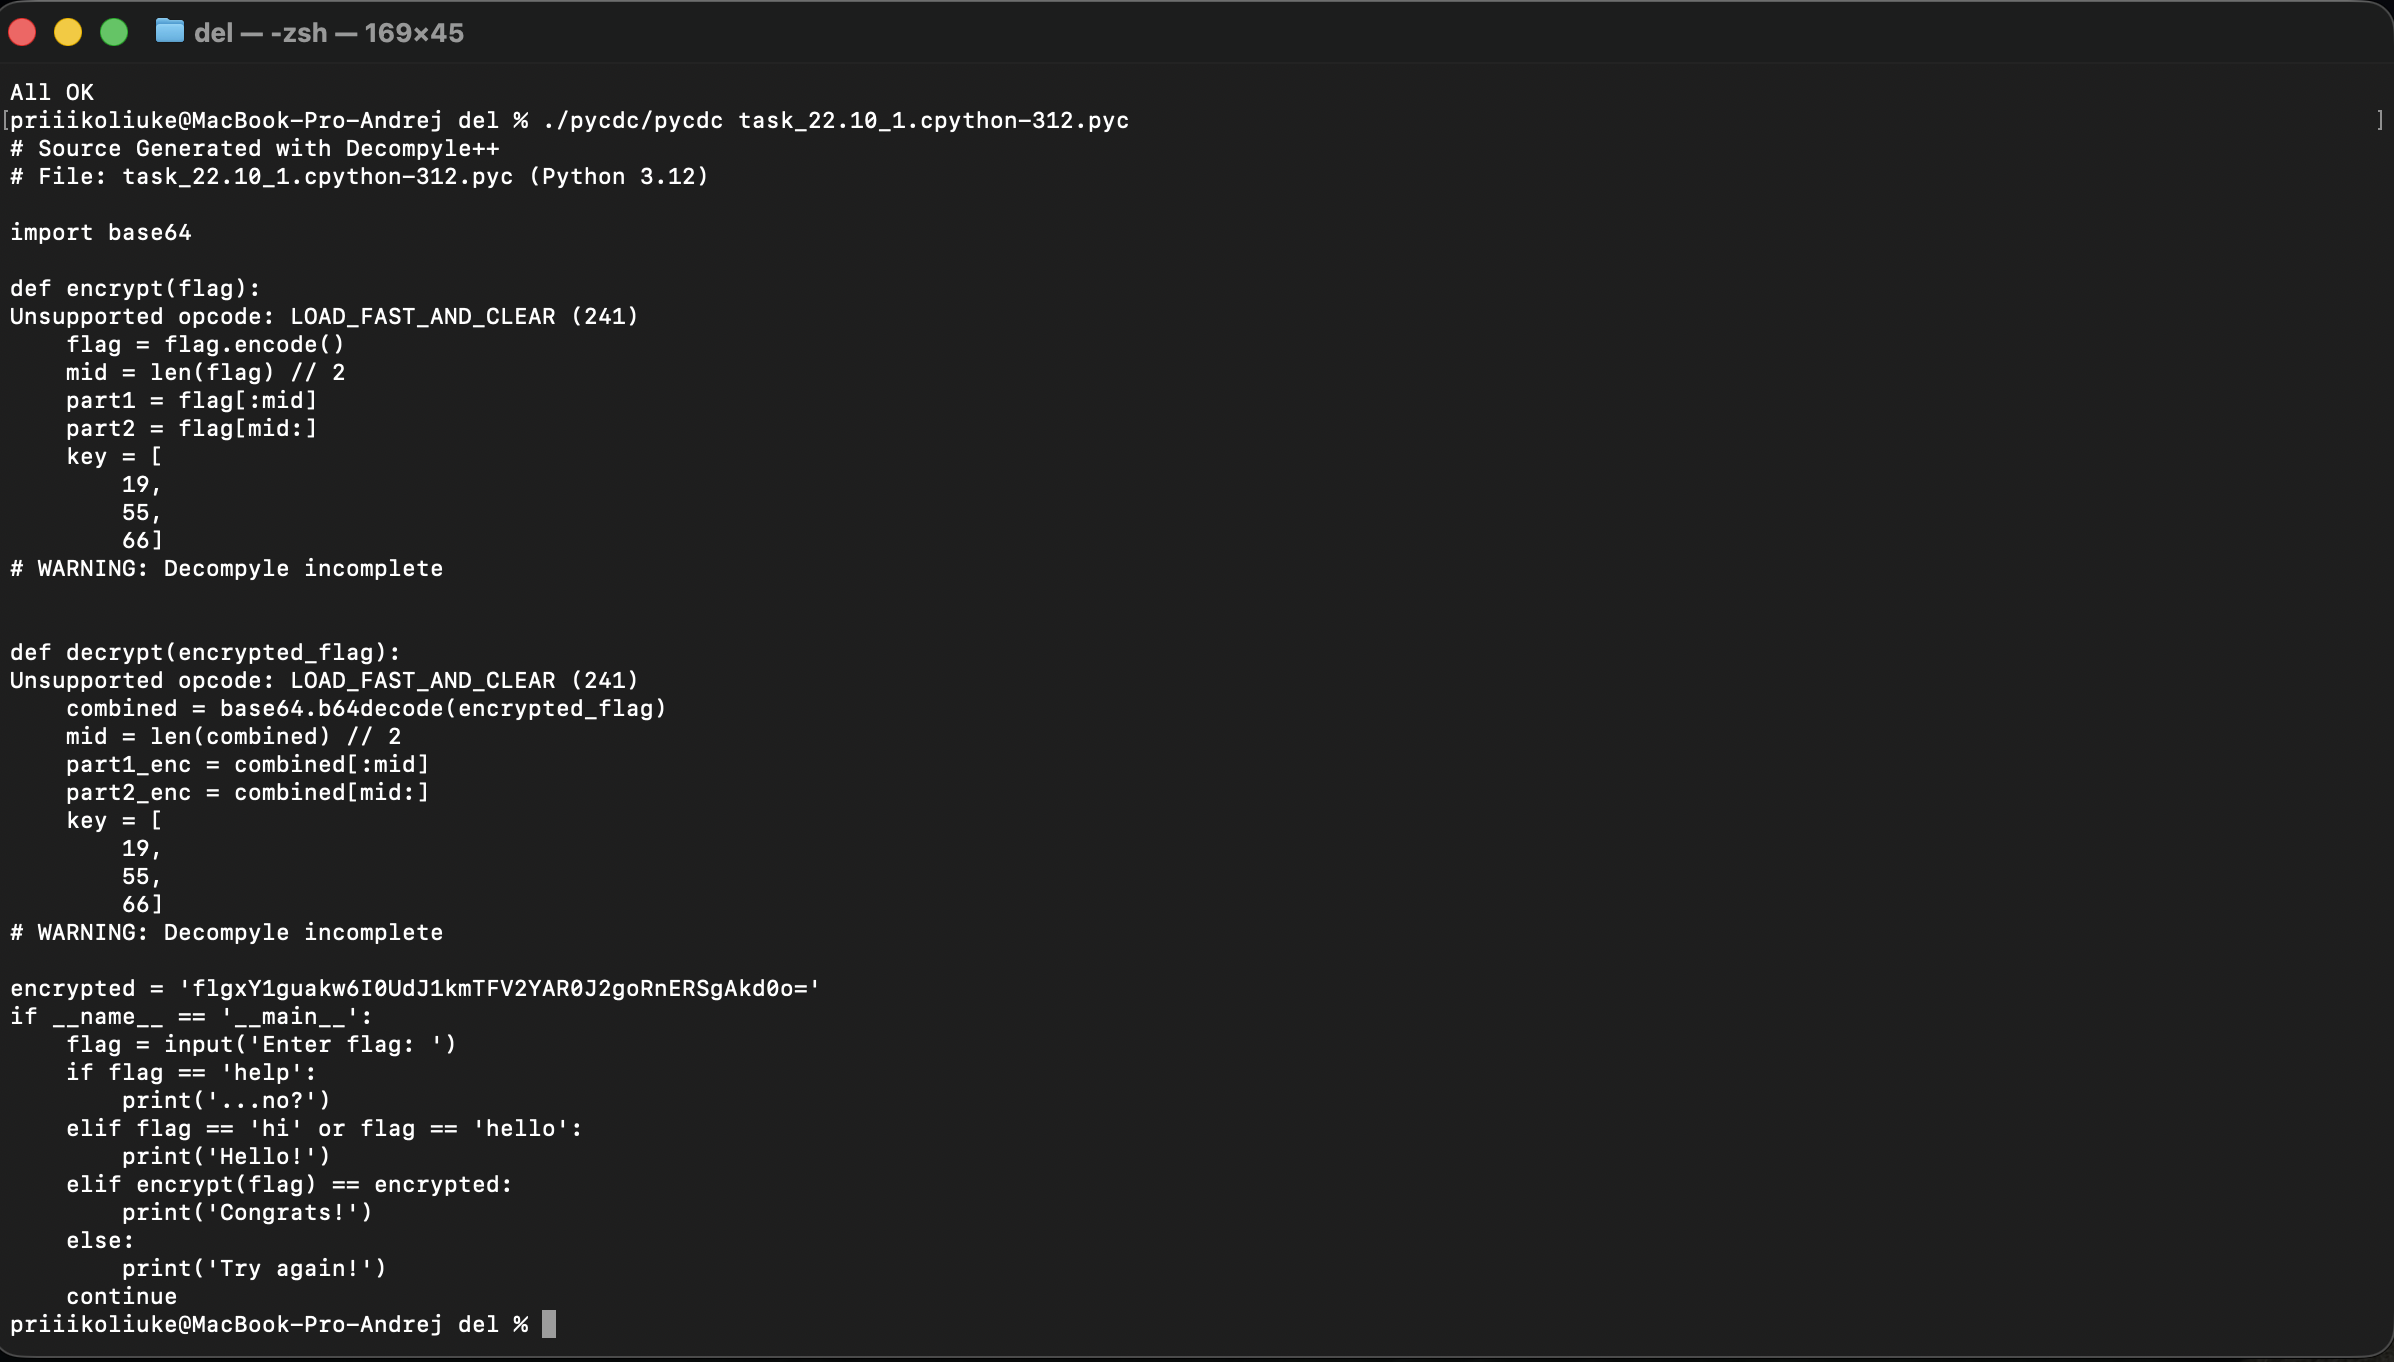 del — -zsh — 169×45
All OK
[priiikoliuke@MacBook-Pro-Andrej del % ./pycdc/pycdc task_22.10_1.cpython-312.pyc ]
# Source Generated with Decompyle++
# File: task_22.10_1.cpython-312.pyc (Python 3.12)

import base64

def encrypt(flag):
Unsupported opcode: LOAD_FAST_AND_CLEAR (241)
    flag = flag.encode()
    mid = len(flag) // 2
    part1 = flag[:mid]
    part2 = flag[mid:]
    key = [
        19,
        55,
        66]
# WARNING: Decompyle incomplete


def decrypt(encrypted_flag):
Unsupported opcode: LOAD_FAST_AND_CLEAR (241)
    combined = base64.b64decode(encrypted_flag)
    mid = len(combined) // 2
    part1_enc = combined[:mid]
    part2_enc = combined[mid:]
    key = [
        19,
        55,
        66]
# WARNING: Decompyle incomplete

encrypted = 'flgxY1guakw6I0UdJ1kmTFV2YAR0J2goRnERSgAkd0o='
if __name__ == '__main__':
    flag = input('Enter flag: ')
    if flag == 'help':
        print('...no?')
    elif flag == 'hi' or flag == 'hello':
        print('Hello!')
    elif encrypt(flag) == encrypted:
        print('Congrats!')
    else:
        print('Try again!')
    continue
priiikoliuke@MacBook-Pro-Andrej del %